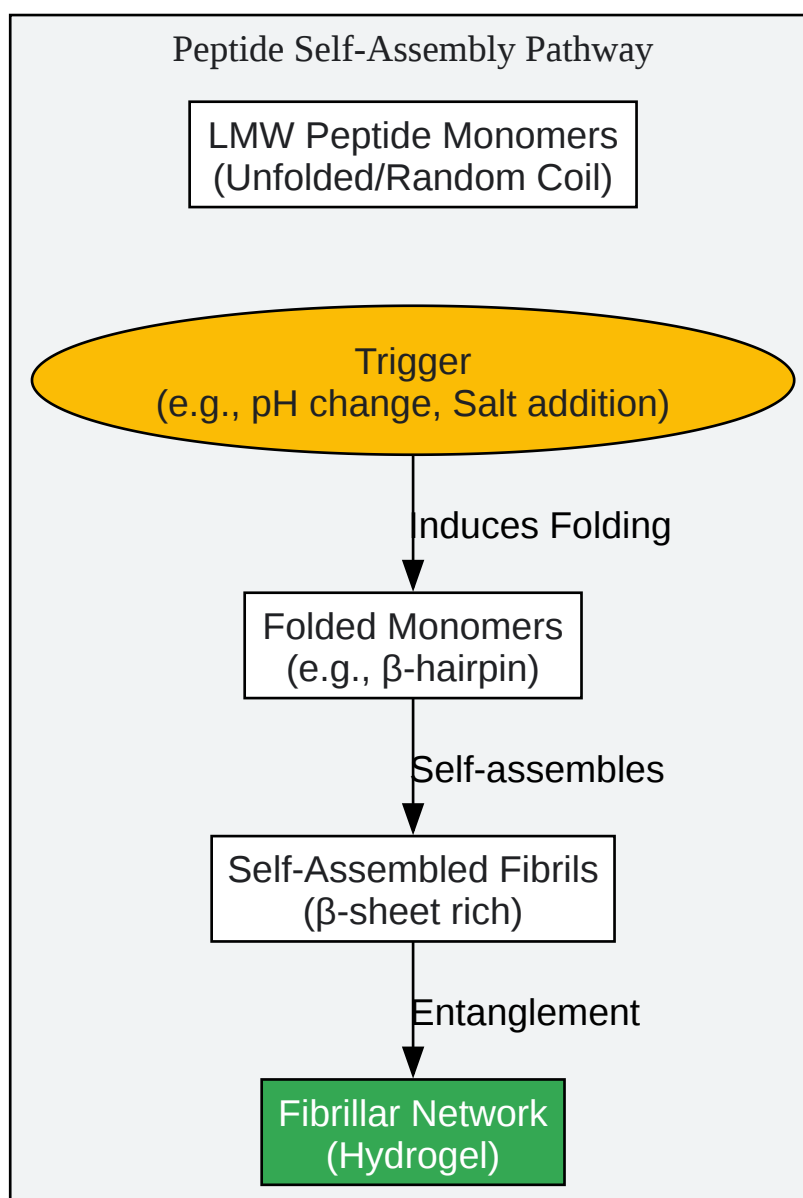 Peptide Self-Assembly Pathway
LMW Peptide Monomers
(Unfolded/Random Coil)
Trigger
(e.g., pH change, Salt addition)
Induces Folding
Folded Monomers
(e.g., β-hairpin)
Self-assembles
Self-Assembled Fibrils
(β-sheet rich)
Entanglement
Fibrillar Network
(Hydrogel)